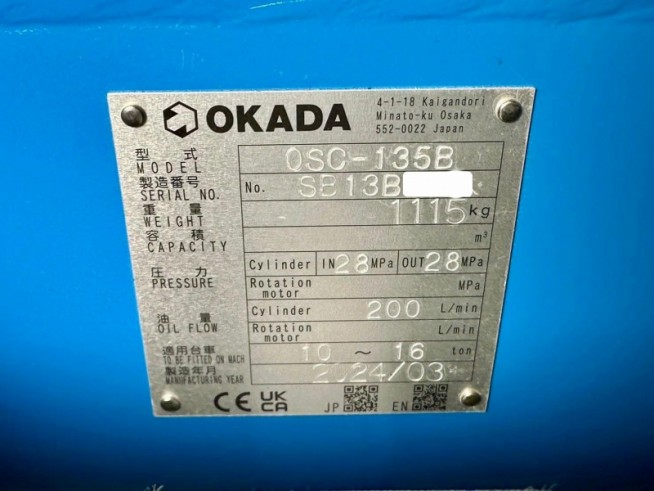 OKADA
4-1-18 Kaigandori
Minato-ku Osaka
552-0022 Japan
型式 OSC-135B
MODEL
製造番号 No. SB13B
SERIAL NO.
重量 1115 kg
WEIGHT
容積 m³
CAPACITY
圧力 Cylinder IN 28 MPa OUT 28 MPa
PRESSURE Rotation motor MPa
油量 Cylinder 200 L/min
OIL FLOW Rotation motor L/min
適用台車 10 ~ 16 ton
TO BE FITTED ON MACH
製造年月 2024/03
MANUFACTURING YEAR
CE UK CA JP EN